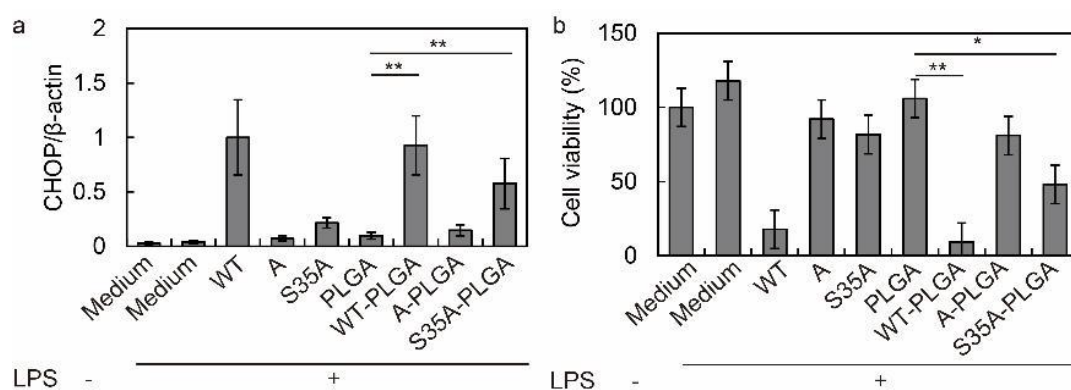 a
2
1.5
1
0.5
0
CHOP/β-actin
**
**
Medium
Medium
WT
A
S35A
PLGA
WT-PLGA
A-PLGA
S35A-PLGA
LPS - +
b
150
100
50
0
Cell viability (%)
*
**
Medium
Medium
WT
A
S35A
PLGA
WT-PLGA
A-PLGA
S35A-PLGA
LPS - +